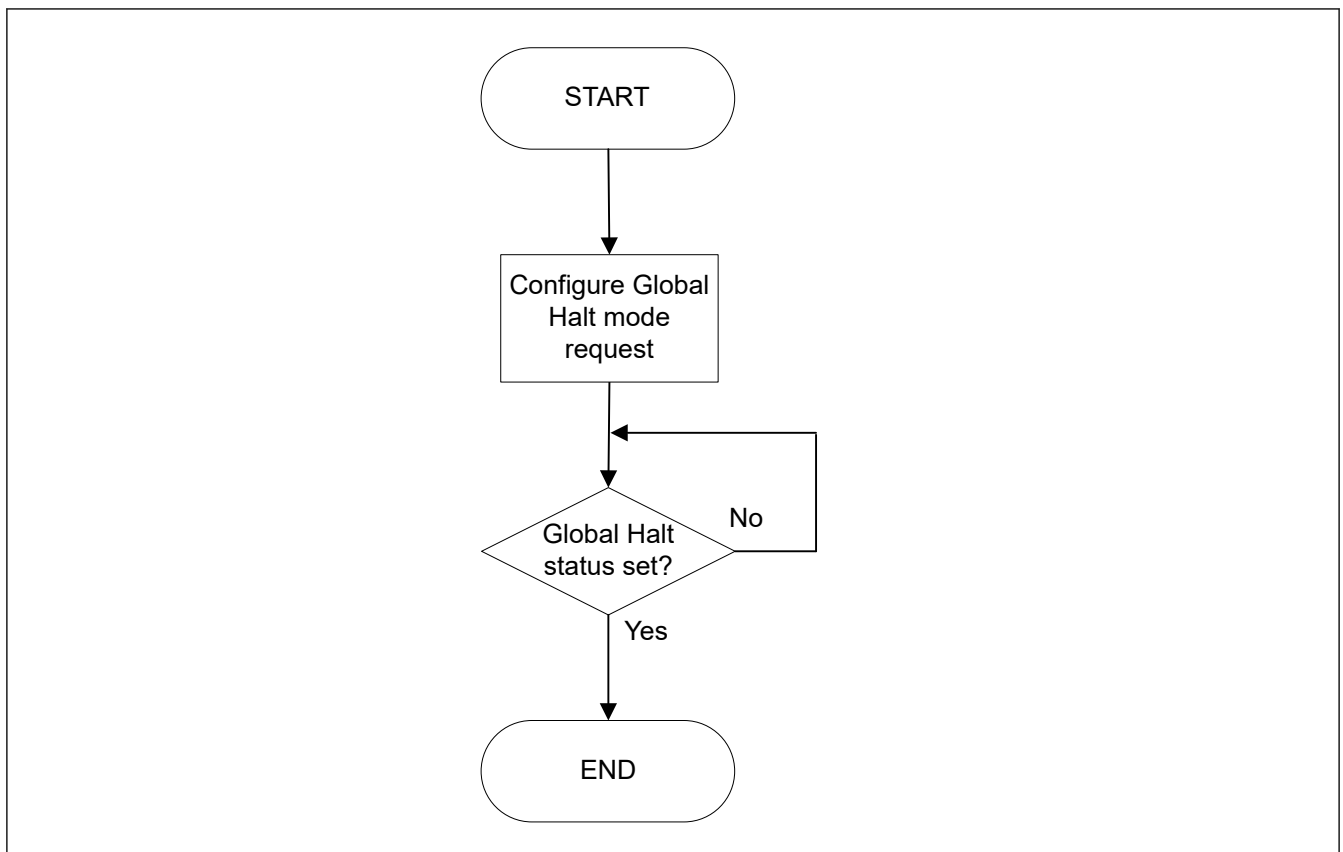 START
Configure Global
Halt mode
request
No
Global Halt
status set?
Yes
END